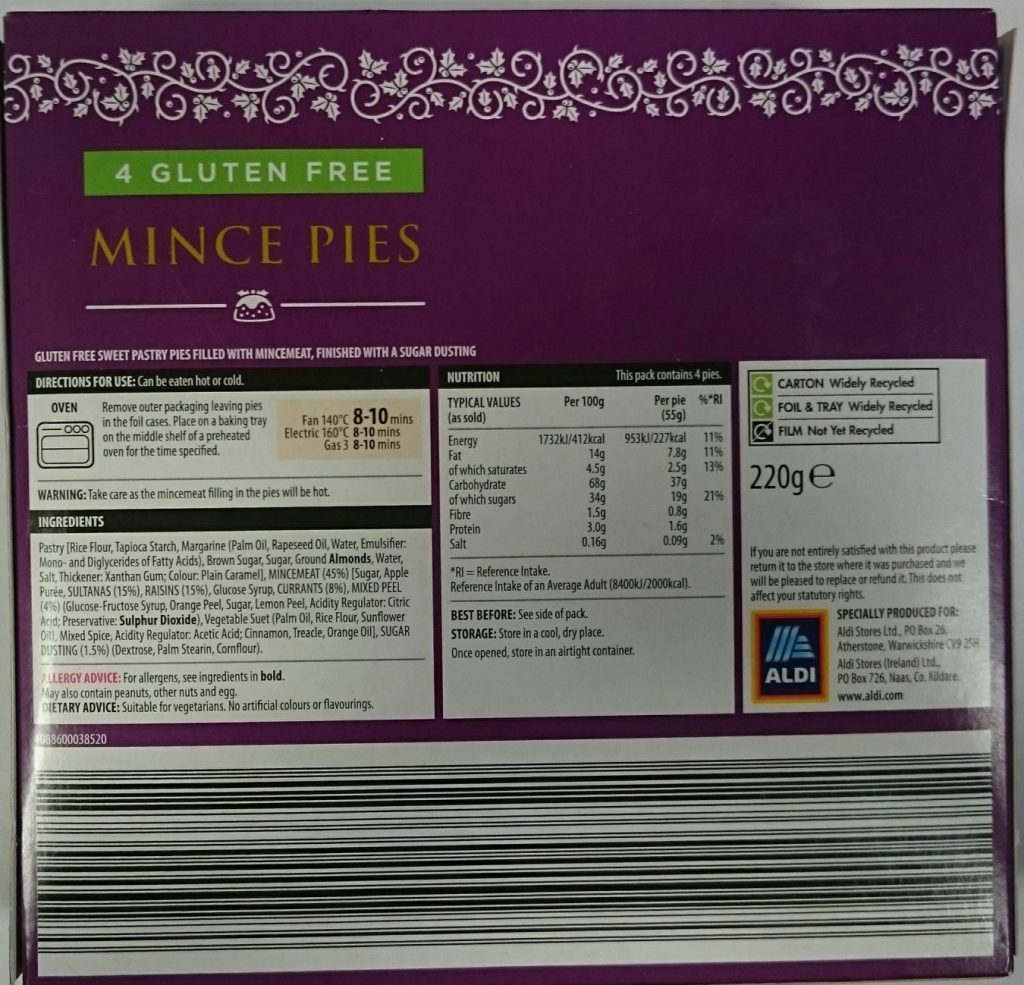 4 GLUTEN FREE
MINCE PIES
GLUTEN FREE SWEET PASTRY PIES FILLED WITH MINCEMEAT, FINISHED WITH A SUGAR DUSTING
DIRECTIONS FOR USE: Can be eaten hot or cold.
OVEN
Remove outer packaging leaving pies
in the foil cases. Place on a baking tray
on the middle shelf of a preheated
oven for the time specified.
Fan 140°C 8-10 mins
Electric 160°C 8-10 mins
Gas 3 8-10 mins
WARNING: Take care as the mincemeat filling in the pies will be hot.
INGREDIENTS
Pastry [Rice Flour, Tapioca Starch, Margarine (Palm Oil, Rapeseed Oil, Water, Emulsifier:
Mono- and Diglycerides of Fatty Acids), Brown Sugar, Sugar, Ground Almonds, Water,
Salt, Thickener: Xanthan Gum; Colour: Plain Caramel], MINCEMEAT (45%) [Sugar, Apple
Purée, SULTANAS (15%), RAISINS (15%), Glucose Syrup, CURRANTS (8%), MIXED PEEL
(4%) (Glucose-Fructose Syrup, Orange Peel, Sugar, Lemon Peel, Acidity Regulator: Citric
Acid; Preservative: Sulphur Dioxide), Vegetable Suet (Palm Oil, Rice Flour, Sunflower
Oil), Mixed Spice, Acidity Regulator: Acetic Acid; Cinnamon, Treacle, Orange Oil], SUGAR
DUSTING (1.5%) (Dextrose, Palm Stearin, Cornflour).
ALLERGY ADVICE: For allergens, see ingredients in bold.
May also contain peanuts, other nuts and egg.
DIETARY ADVICE: Suitable for vegetarians. No artificial colours or flavourings.
4088600038520
NUTRITION This pack contains 4 pies.
TYPICAL VALUES Per 100g Per pie %*RI
(as sold) (55g)
Energy 1732kJ/412kcal 953kJ/227kcal 11%
Fat 14g 7.8g 11%
of which saturates 4.5g 2.5g 13%
Carbohydrate 68g 37g
of which sugars 34g 19g 21%
Fibre 1.5g 0.8g
Protein 3.0g 1.6g
Salt 0.16g 0.09g 2%
*RI = Reference Intake.
Reference Intake of an Average Adult (8400kJ/2000kcal).
BEST BEFORE: See side of pack.
STORAGE: Store in a cool, dry place.
Once opened, store in an airtight container.
CARTON Widely Recycled
FOIL & TRAY Widely Recycled
FILM Not Yet Recycled
220g e
If you are not entirely satisfied with this product please
return it to the store where it was purchased and we
will be pleased to replace or refund it. This does not
affect your statutory rights.
SPECIALLY PRODUCED FOR:
Aldi Stores Ltd., PO Box 26,
Atherstone, Warwickshire CV9 2SH.
Aldi Stores (Ireland) Ltd.,
PO Box 726, Naas, Co. Kildare.
www.aldi.com
ALDI